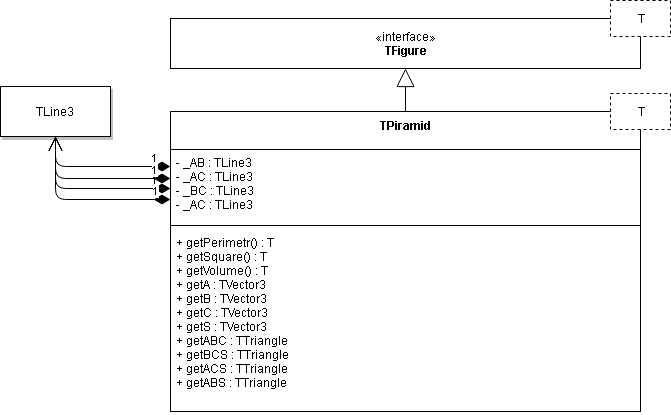 T
«interface»
TFigure
T
TLine3
TPiramid
1
- _AB : TLine3
1
- _AC : TLine3
1
- _BC : TLine3
1
- _AC : TLine3
+ getPerimetr() : T
+ getSquare() : T
+ getVolume() : T
+ getA : TVector3
+ getB : TVector3
+ getC : TVector3
+ getS : TVector3
+ getABC : TTriangle
+ getBCS : TTriangle
+ getACS : TTriangle
+ getABS : TTriangle